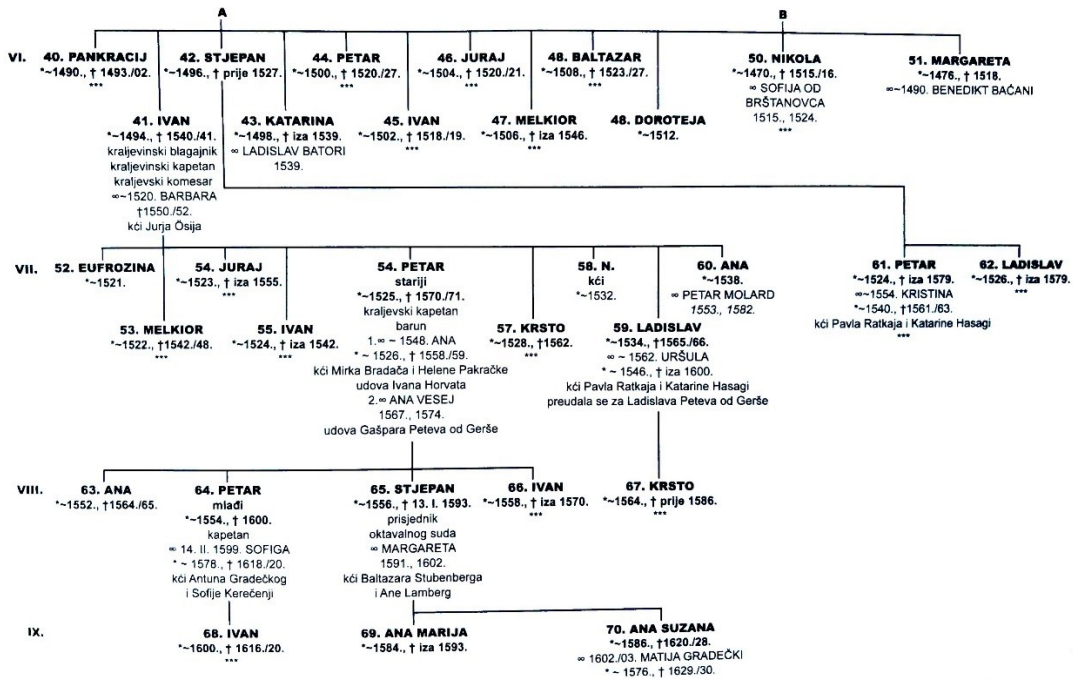 A
B
VI.
40. PANKRACIJ
*~1490., † 1493./02.
***
42. STJEPAN
*~1496., † prije 1527.
44. PETAR
*~1500., † 1520./27.
***
46. JURAJ
*~1504., † 1520./21.
***
48. BALTAZAR
*~1508., † 1523./27.
***
50. NIKOLA
*~1470., † 1515./16.
∞ SOFIJA OD
BRŠTANOVCA
1515., 1524.
***
51. MARGARETA
*~1476., † 1518.
∞~1490. BENEDIKT BAĆANI
41. IVAN
*~1494., † 1540./41.
kraljevinski blagajnik
kraljevinski kapetan
kraljevski komesar
∞~1520. BARBARA
†1550./52.
kći Jurja Ösija
43. KATARINA
*~1498., † iza 1539.
∞ LADISLAV BATORI
1539.
45. IVAN
*~1502., † 1518./19.
***
47. MELKIOR
*~1506., † iza 1546.
***
48. DOROTEJA
*~1512.
VII.
52. EUFROZINA
*~1521.
54. JURAJ
*~1523., † iza 1555.
***
54. PETAR
stariji
*~1525., † 1570./71.
kraljevski kapetan
barun
1.∞ ~ 1548. ANA
* ~ 1526., † 1558./59.
kći Mirka Bradača i Helene Pakračke
udova Ivana Horvata
2.∞ ANA VESEJ
1567., 1574.
udova Gašpara Peteva od Gerše
58. N.
kći
*~1532.
60. ANA
*~1538.
∞ PETAR MOLARD
1553., 1582.
61. PETAR
*~1524., † iza 1579.
∞~1554. KRISTINA
*~1540., †1561./63.
kći Pavla Ratkaja i Katarine Hasagi
***
62. LADISLAV
*~1526., † iza 1579.
***
53. MELKIOR
*~1522., †1542./48.
***
55. IVAN
*~1524., † iza 1542.
***
57. KRSTO
*~1528., †1562.
***
59. LADISLAV
*~1534., †1565./66.
∞ ~ 1562. URŠULA
* ~ 1546., † iza 1600.
kći Pavla Ratkaja i Katarine Hasagi
preudala se za Ladislava Peteva od Gerše
VIII.
63. ANA
*~1552., †1564./65.
64. PETAR
mlađi
*~1554., † 1600.
kapetan
∞ 14. II. 1599. SOFIGA
* ~ 1578., † 1618./20.
kći Antuna Gradečkog
i Sofije Kerečenji
65. STJEPAN
*~1556., † 13. I. 1593.
prisjednik
oktavalnog suda
∞ MARGARETA
1591., 1602.
kći Baltazara Stubenberga
i Ane Lamberg
66. IVAN
*~1558., † iza 1570.
***
67. KRSTO
*~1564., † prije 1586.
***
IX.
68. IVAN
*~1600., † 1616./20.
***
69. ANA MARIJA
*~1584., † iza 1593.
70. ANA SUZANA
*~1586., †1620./28.
∞ 1602./03. MATIJA GRADEČKI
* ~ 1576., † 1629./30.